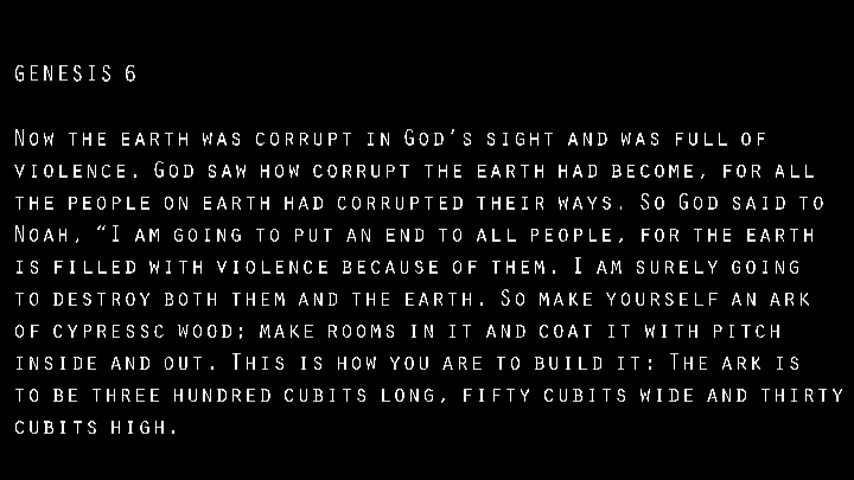 GENESIS 6
Now the earth was corrupt in God's sight and was full of
violence. God saw how corrupt the earth had become, for all
the people on earth had corrupted their ways. So God said to
Noah, “I am going to put an end to all people, for the earth
is filled with violence because of them. I am surely going
to destroy both them and the earth. So make yourself an ark
of cypressc wood; make rooms in it and coat it with pitch
inside and out. This is how you are to build it: The ark is
to be three hundred cubits long, fifty cubits wide and thirty
cubits high.